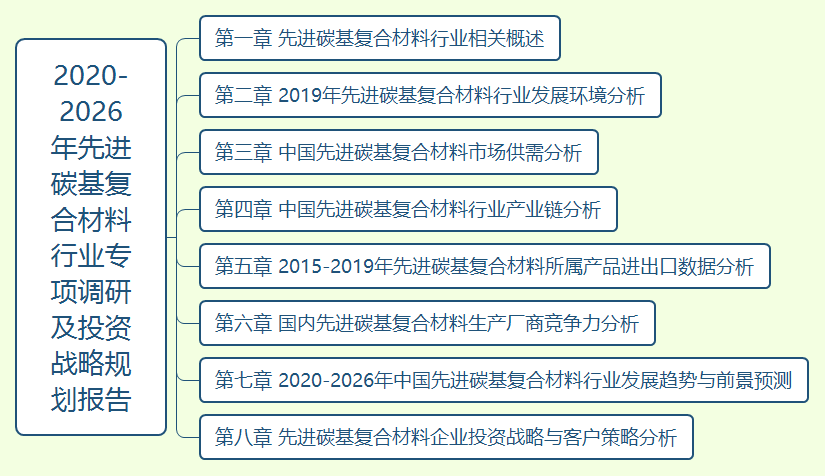 2020-
2026
年先进
碳基复
合材料
行业专
项调研
及投资
战略规
划报告
第一章 先进碳基复合材料行业相关概述
第二章 2019年先进碳基复合材料行业发展环境分析
第三章 中国先进碳基复合材料市场供需分析
第四章 中国先进碳基复合材料行业产业链分析
第五章 2015-2019年先进碳基复合材料所属产品进出口数据分析
第六章 国内先进碳基复合材料生产厂商竞争力分析
第七章 2020-2026年中国先进碳基复合材料行业发展趋势与前景预测
第八章 先进碳基复合材料企业投资战略与客户策略分析